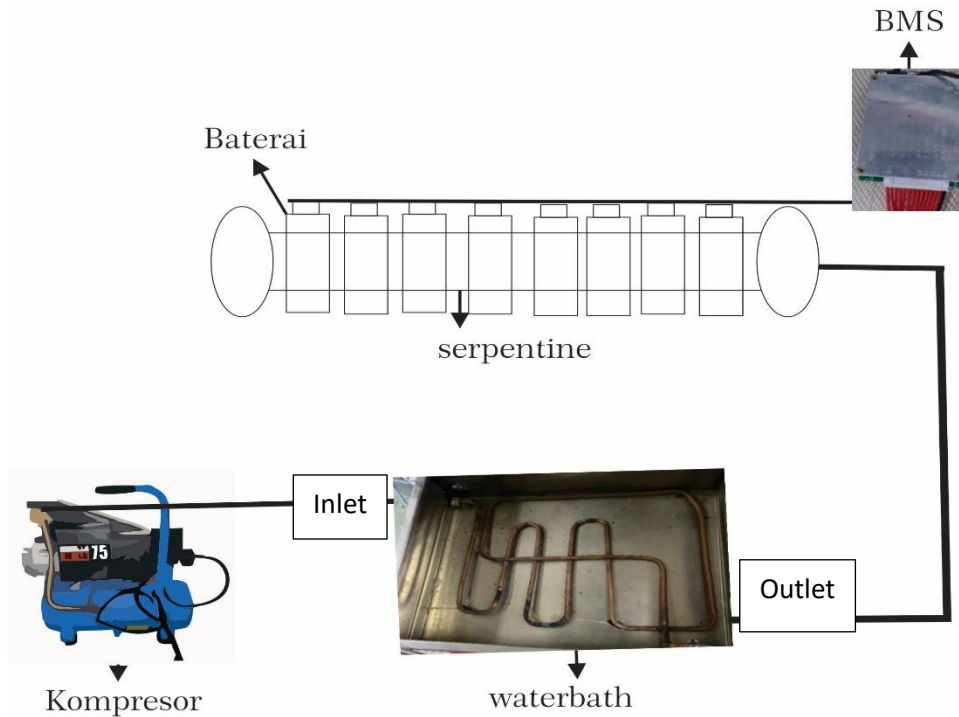 BMS
Baterai
serpentine
Inlet
75
Outlet
Kompresor
waterbath